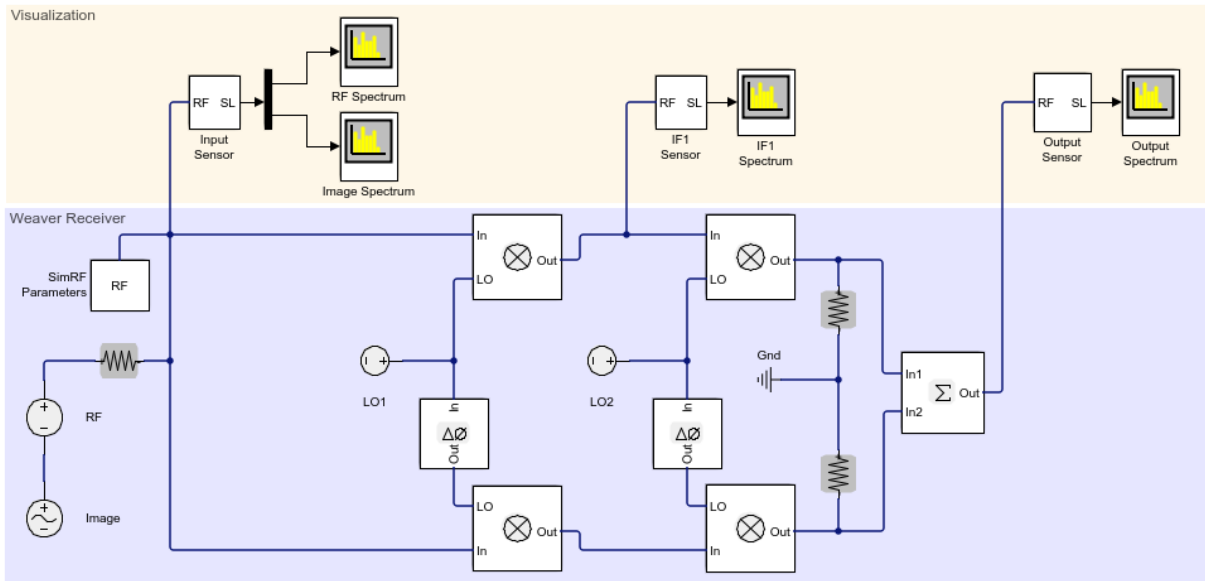 Visualization
RF SL
Input
Sensor
RF Spectrum
Image Spectrum
RF SL
IF1
Sensor
IF1
Spectrum
RF SL
Output
Sensor
Output
Spectrum
Weaver Receiver
SimRF
Parameters
RF
In
LO
Out
In
LO
Out
LO1
LO2
Gnd
In
ΔØ
Out
In
ΔØ
Out
In1
In2
Σ
Out
RF
+
−
Image
+
−
LO
In
Out
LO
In
Out